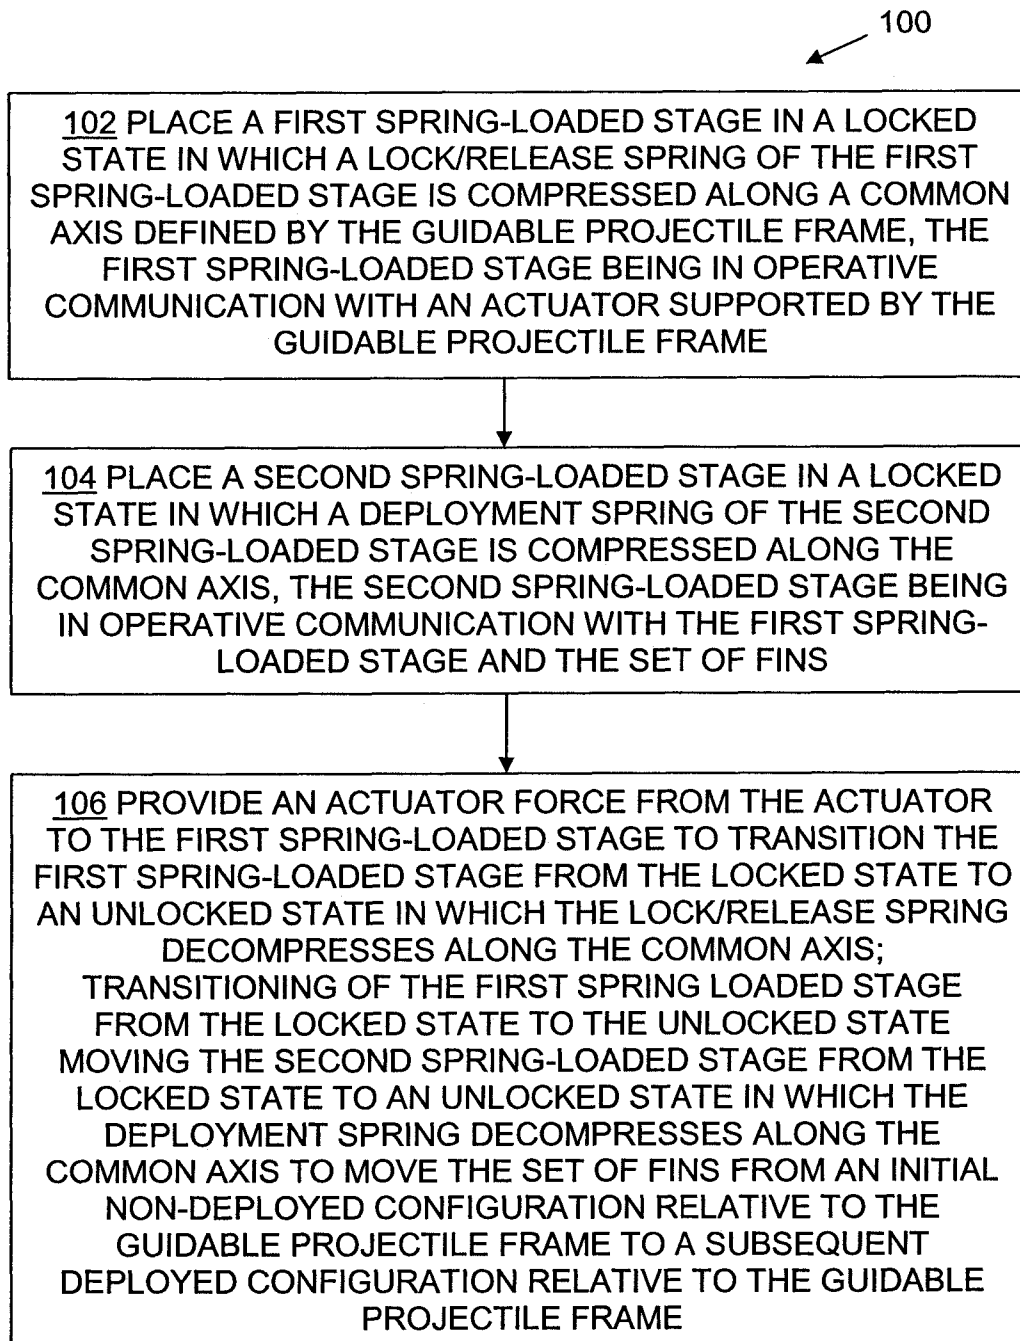 100
102 PLACE A FIRST SPRING-LOADED STAGE IN A LOCKED
STATE IN WHICH A LOCK/RELEASE SPRING OF THE FIRST
SPRING-LOADED STAGE IS COMPRESSED ALONG A COMMON
AXIS DEFINED BY THE GUIDABLE PROJECTILE FRAME, THE
FIRST SPRING-LOADED STAGE BEING IN OPERATIVE
COMMUNICATION WITH AN ACTUATOR SUPPORTED BY THE
GUIDABLE PROJECTILE FRAME
104 PLACE A SECOND SPRING-LOADED STAGE IN A LOCKED
STATE IN WHICH A DEPLOYMENT SPRING OF THE SECOND
SPRING-LOADED STAGE IS COMPRESSED ALONG THE
COMMON AXIS, THE SECOND SPRING-LOADED STAGE BEING
IN OPERATIVE COMMUNICATION WITH THE FIRST SPRING-
LOADED STAGE AND THE SET OF FINS
106 PROVIDE AN ACTUATOR FORCE FROM THE ACTUATOR
TO THE FIRST SPRING-LOADED STAGE TO TRANSITION THE
FIRST SPRING-LOADED STAGE FROM THE LOCKED STATE TO
AN UNLOCKED STATE IN WHICH THE LOCK/RELEASE SPRING
DECOMPRESSES ALONG THE COMMON AXIS;
TRANSITIONING OF THE FIRST SPRING LOADED STAGE
FROM THE LOCKED STATE TO THE UNLOCKED STATE
MOVING THE SECOND SPRING-LOADED STAGE FROM THE
LOCKED STATE TO AN UNLOCKED STATE IN WHICH THE
DEPLOYMENT SPRING DECOMPRESSES ALONG THE
COMMON AXIS TO MOVE THE SET OF FINS FROM AN INITIAL
NON-DEPLOYED CONFIGURATION RELATIVE TO THE
GUIDABLE PROJECTILE FRAME TO A SUBSEQUENT
DEPLOYED CONFIGURATION RELATIVE TO THE GUIDABLE
PROJECTILE FRAME